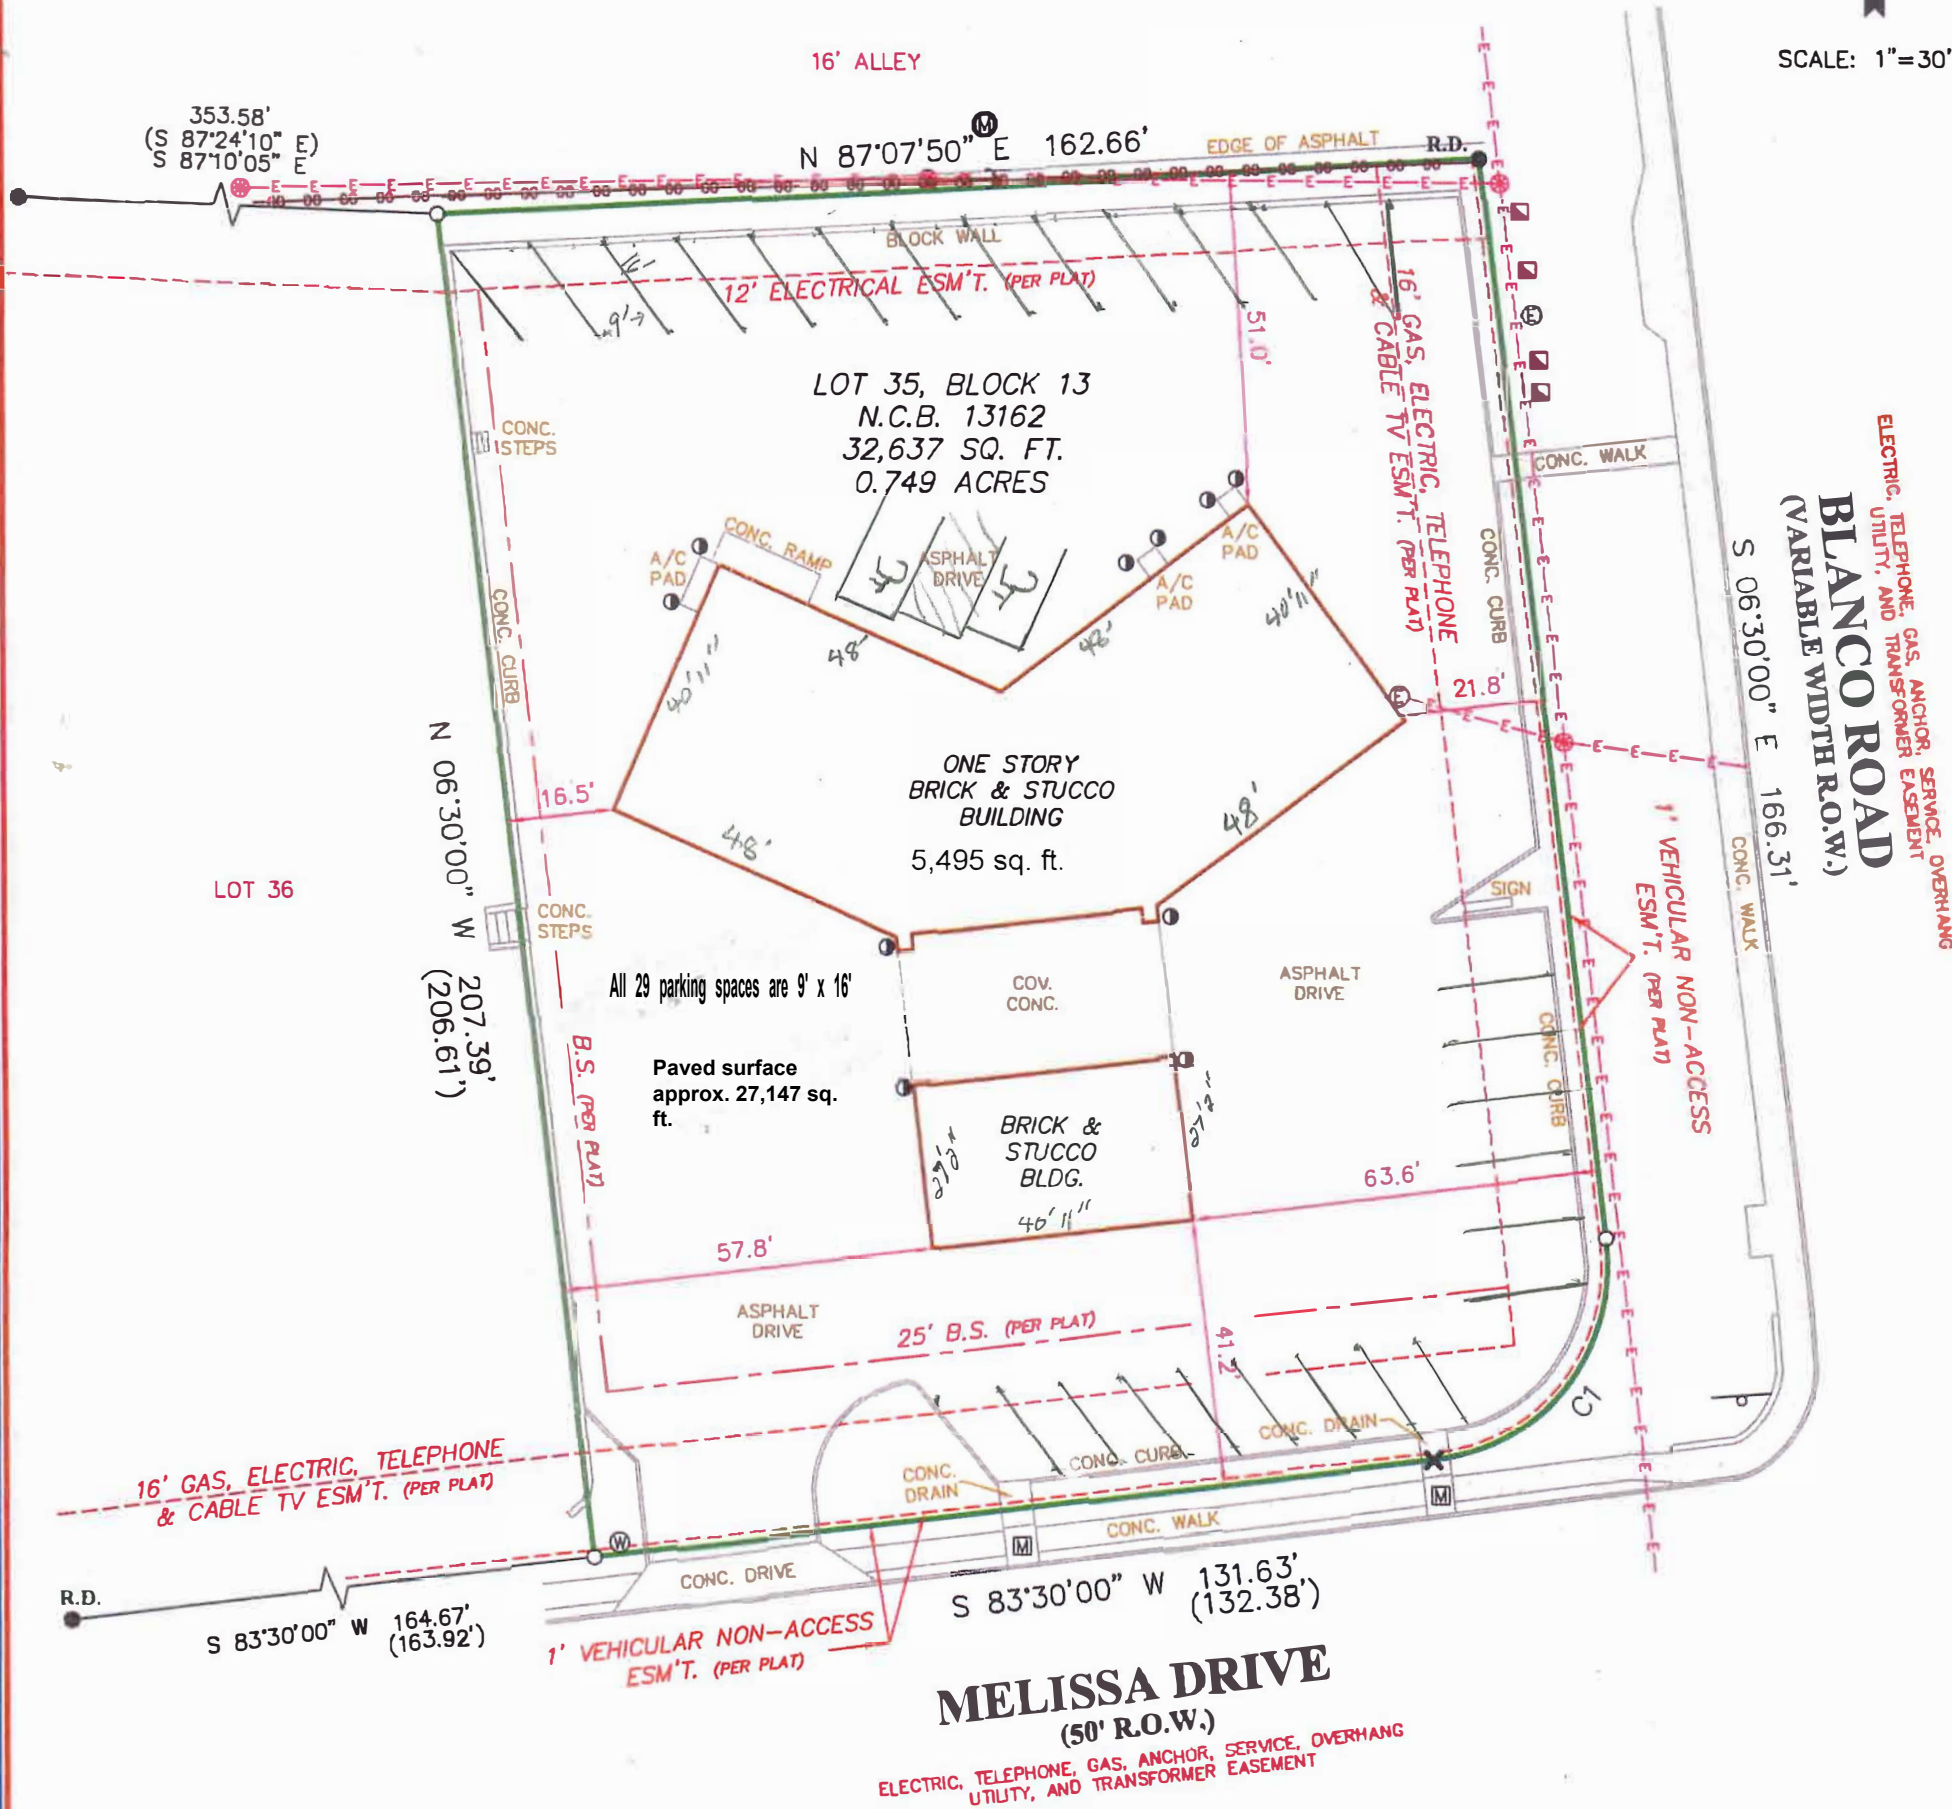 SCALE: 1"=30'
16' ALLEY
353.58'
(S 87°24'10" E)
S 87°10'05" E
M
N 87°07'50" E 162.66'
EDGE OF ASPHALT
R.D.
BLOCK WALL
16'
12' ELECTRICAL ESM'T. (PER PLAT)
9'
51.0'
16' GAS, ELECTRIC, TELEPHONE
& CABLE TV ESM'T. (PER PLAT)
E
LOT 35, BLOCK 13
N.C.B. 13162
32,637 SQ. FT.
0.749 ACRES
CONC.
STEPS
CONC. WALK
CONC. CURB
CONC. RAMP
A/C
PAD
ASPHALT
DRIVE
A/C
PAD
A/C
PAD
CONC. CURB
40'11"
48'
48'
40'11"
ELECTRIC, TELEPHONE, GAS, ANCHOR, SERVICE, OVERHANG
UTILITY, AND TRANSFORMER EASEMENT
BLANCO ROAD
(VARIABLE WIDTH R.O.W.)
S 06°30'00" E 166.31'
CONC. WALK
E
21.8'
16.5'
N 06°30'00" W 207.39'
(206.61')
ONE STORY
BRICK & STUCCO
BUILDING
5,495 sq. ft.
48'
48'
LOT 36
CONC.
STEPS
SIGN
1' VEHICULAR NON-ACCESS
ESM'T. (PER PLAT)
All 29 parking spaces are 9' x 16'
COV.
CONC.
ASPHALT
DRIVE
CONC. CURB
Paved surface
approx. 27,147 sq.
ft.
B.S. (PER PLAT)
BRICK &
STUCCO
BLDG.
27'2"
27'2"
40'11"
57.8'
63.6'
ASPHALT
DRIVE
25' B.S. (PER PLAT)
41.2'
CONC. DRAIN
CONC. CURB
CONC.
DRAIN
16' GAS, ELECTRIC, TELEPHONE
& CABLE TV ESM'T. (PER PLAT)
W
M
M
CONC. WALK
CONC. DRIVE
R.D.
S 83°30'00" W 164.67'
(163.92')
S 83°30'00" W 131.63'
(132.38')
1' VEHICULAR NON-ACCESS
ESM'T. (PER PLAT)
MELISSA DRIVE
(50' R.O.W.)
ELECTRIC, TELEPHONE, GAS, ANCHOR, SERVICE, OVERHANG
UTILITY, AND TRANSFORMER EASEMENT